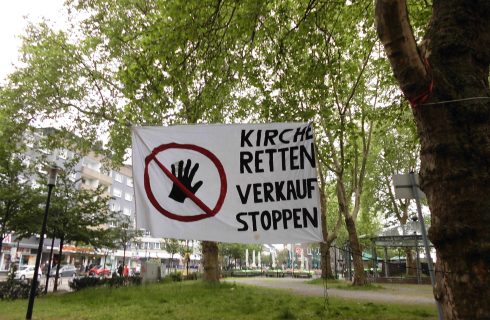 KIRCHE
RETTEN
VERKAUF
STOPPEN